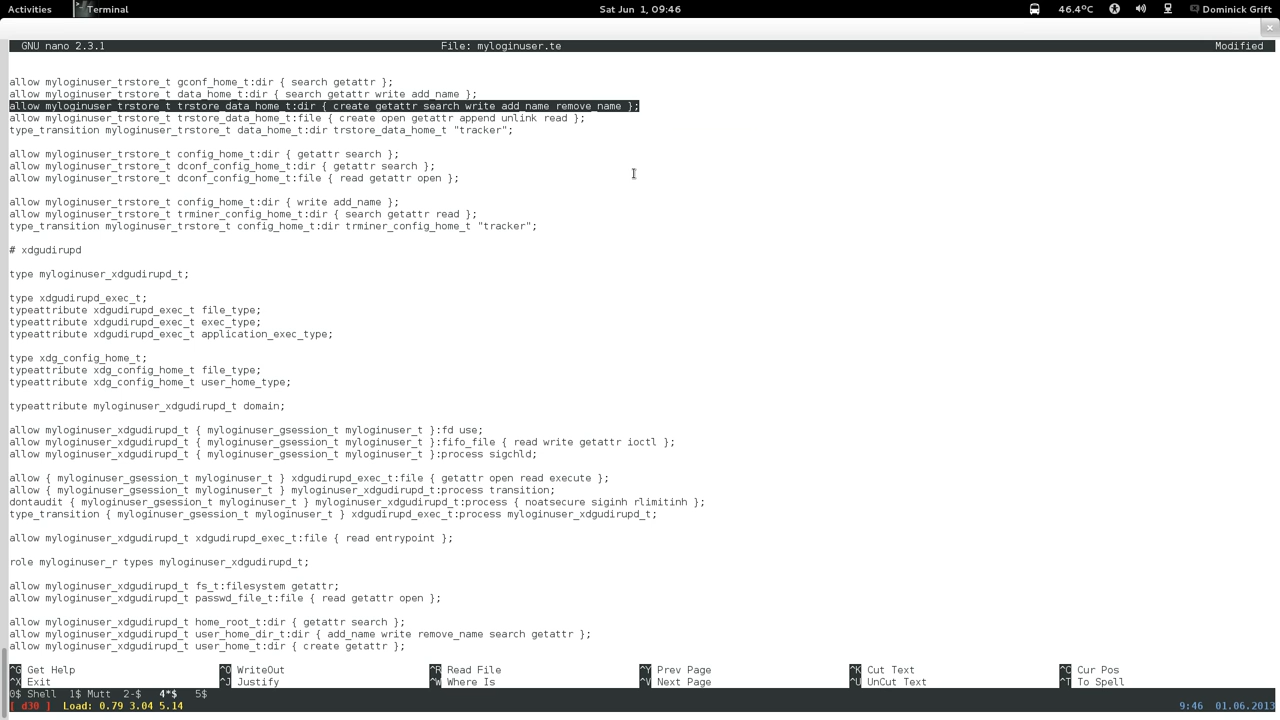 Activities Terminal Sat Jun 1, 09:46 46.4°C Dominick Grift
GNU nano 2.3.1 File: myloginuser.te Modified
allow myloginuser_trstore_t gconf_home_t:dir { search getattr };
allow myloginuser_trstore_t data_home_t:dir { search getattr write add_name };
allow myloginuser_trstore_t trstore_data_home_t:dir { create getattr search write add_name remove_name };
allow myloginuser_trstore_t trstore_data_home_t:file { create open getattr append unlink read };
type_transition myloginuser_trstore_t data_home_t:dir trstore_data_home_t "tracker";
allow myloginuser_trstore_t config_home_t:dir { getattr search };
allow myloginuser_trstore_t dconf_config_home_t:dir { getattr search };
allow myloginuser_trstore_t dconf_config_home_t:file { read getattr open };
allow myloginuser_trstore_t config_home_t:dir { write add_name };
allow myloginuser_trstore_t trminer_config_home_t:dir { search getattr read };
type_transition myloginuser_trstore_t config_home_t:dir trminer_config_home_t "tracker";
# xdgudirupd
type myloginuser_xdgudirupd_t;
type xdgudirupd_exec_t;
typeattribute xdgudirupd_exec_t file_type;
typeattribute xdgudirupd_exec_t exec_type;
typeattribute xdgudirupd_exec_t application_exec_type;
type xdg_config_home_t;
typeattribute xdg_config_home_t file_type;
typeattribute xdg_config_home_t user_home_type;
typeattribute myloginuser_xdgudirupd_t domain;
allow myloginuser_xdgudirupd_t { myloginuser_gsession_t myloginuser_t }:fd use;
allow myloginuser_xdgudirupd_t { myloginuser_gsession_t myloginuser_t }:fifo_file { read write getattr ioctl };
allow myloginuser_xdgudirupd_t { myloginuser_gsession_t myloginuser_t }:process sigchld;
allow { myloginuser_gsession_t myloginuser_t } xdgudirupd_exec_t:file { getattr open read execute };
allow { myloginuser_gsession_t myloginuser_t } myloginuser_xdgudirupd_t:process transition;
dontaudit { myloginuser_gsession_t myloginuser_t } myloginuser_xdgudirupd_t:process { noatsecure siginh rlimitinh };
type_transition { myloginuser_gsession_t myloginuser_t } xdgudirupd_exec_t:process myloginuser_xdgudirupd_t;
allow myloginuser_xdgudirupd_t xdgudirupd_exec_t:file { read entrypoint };
role myloginuser_r types myloginuser_xdgudirupd_t;
allow myloginuser_xdgudirupd_t fs_t:filesystem getattr;
allow myloginuser_xdgudirupd_t passwd_file_t:file { read getattr open };
allow myloginuser_xdgudirupd_t home_root_t:dir { getattr search };
allow myloginuser_xdgudirupd_t user_home_dir_t:dir { add_name write remove_name search getattr };
allow myloginuser_xdgudirupd_t user_home_t:dir { create getattr };
^G Get Help ^O WriteOut ^R Read File ^Y Prev Page ^K Cut Text ^C Cur Pos
^X Exit ^J Justify ^W Where Is ^V Next Page ^U UnCut Text ^T To Spell
0$ Shell 1$ Mutt 2-$ 4*$ 5$
[ d30 ] Load: 0.79 3.04 5.14 9:46 01.06.2013